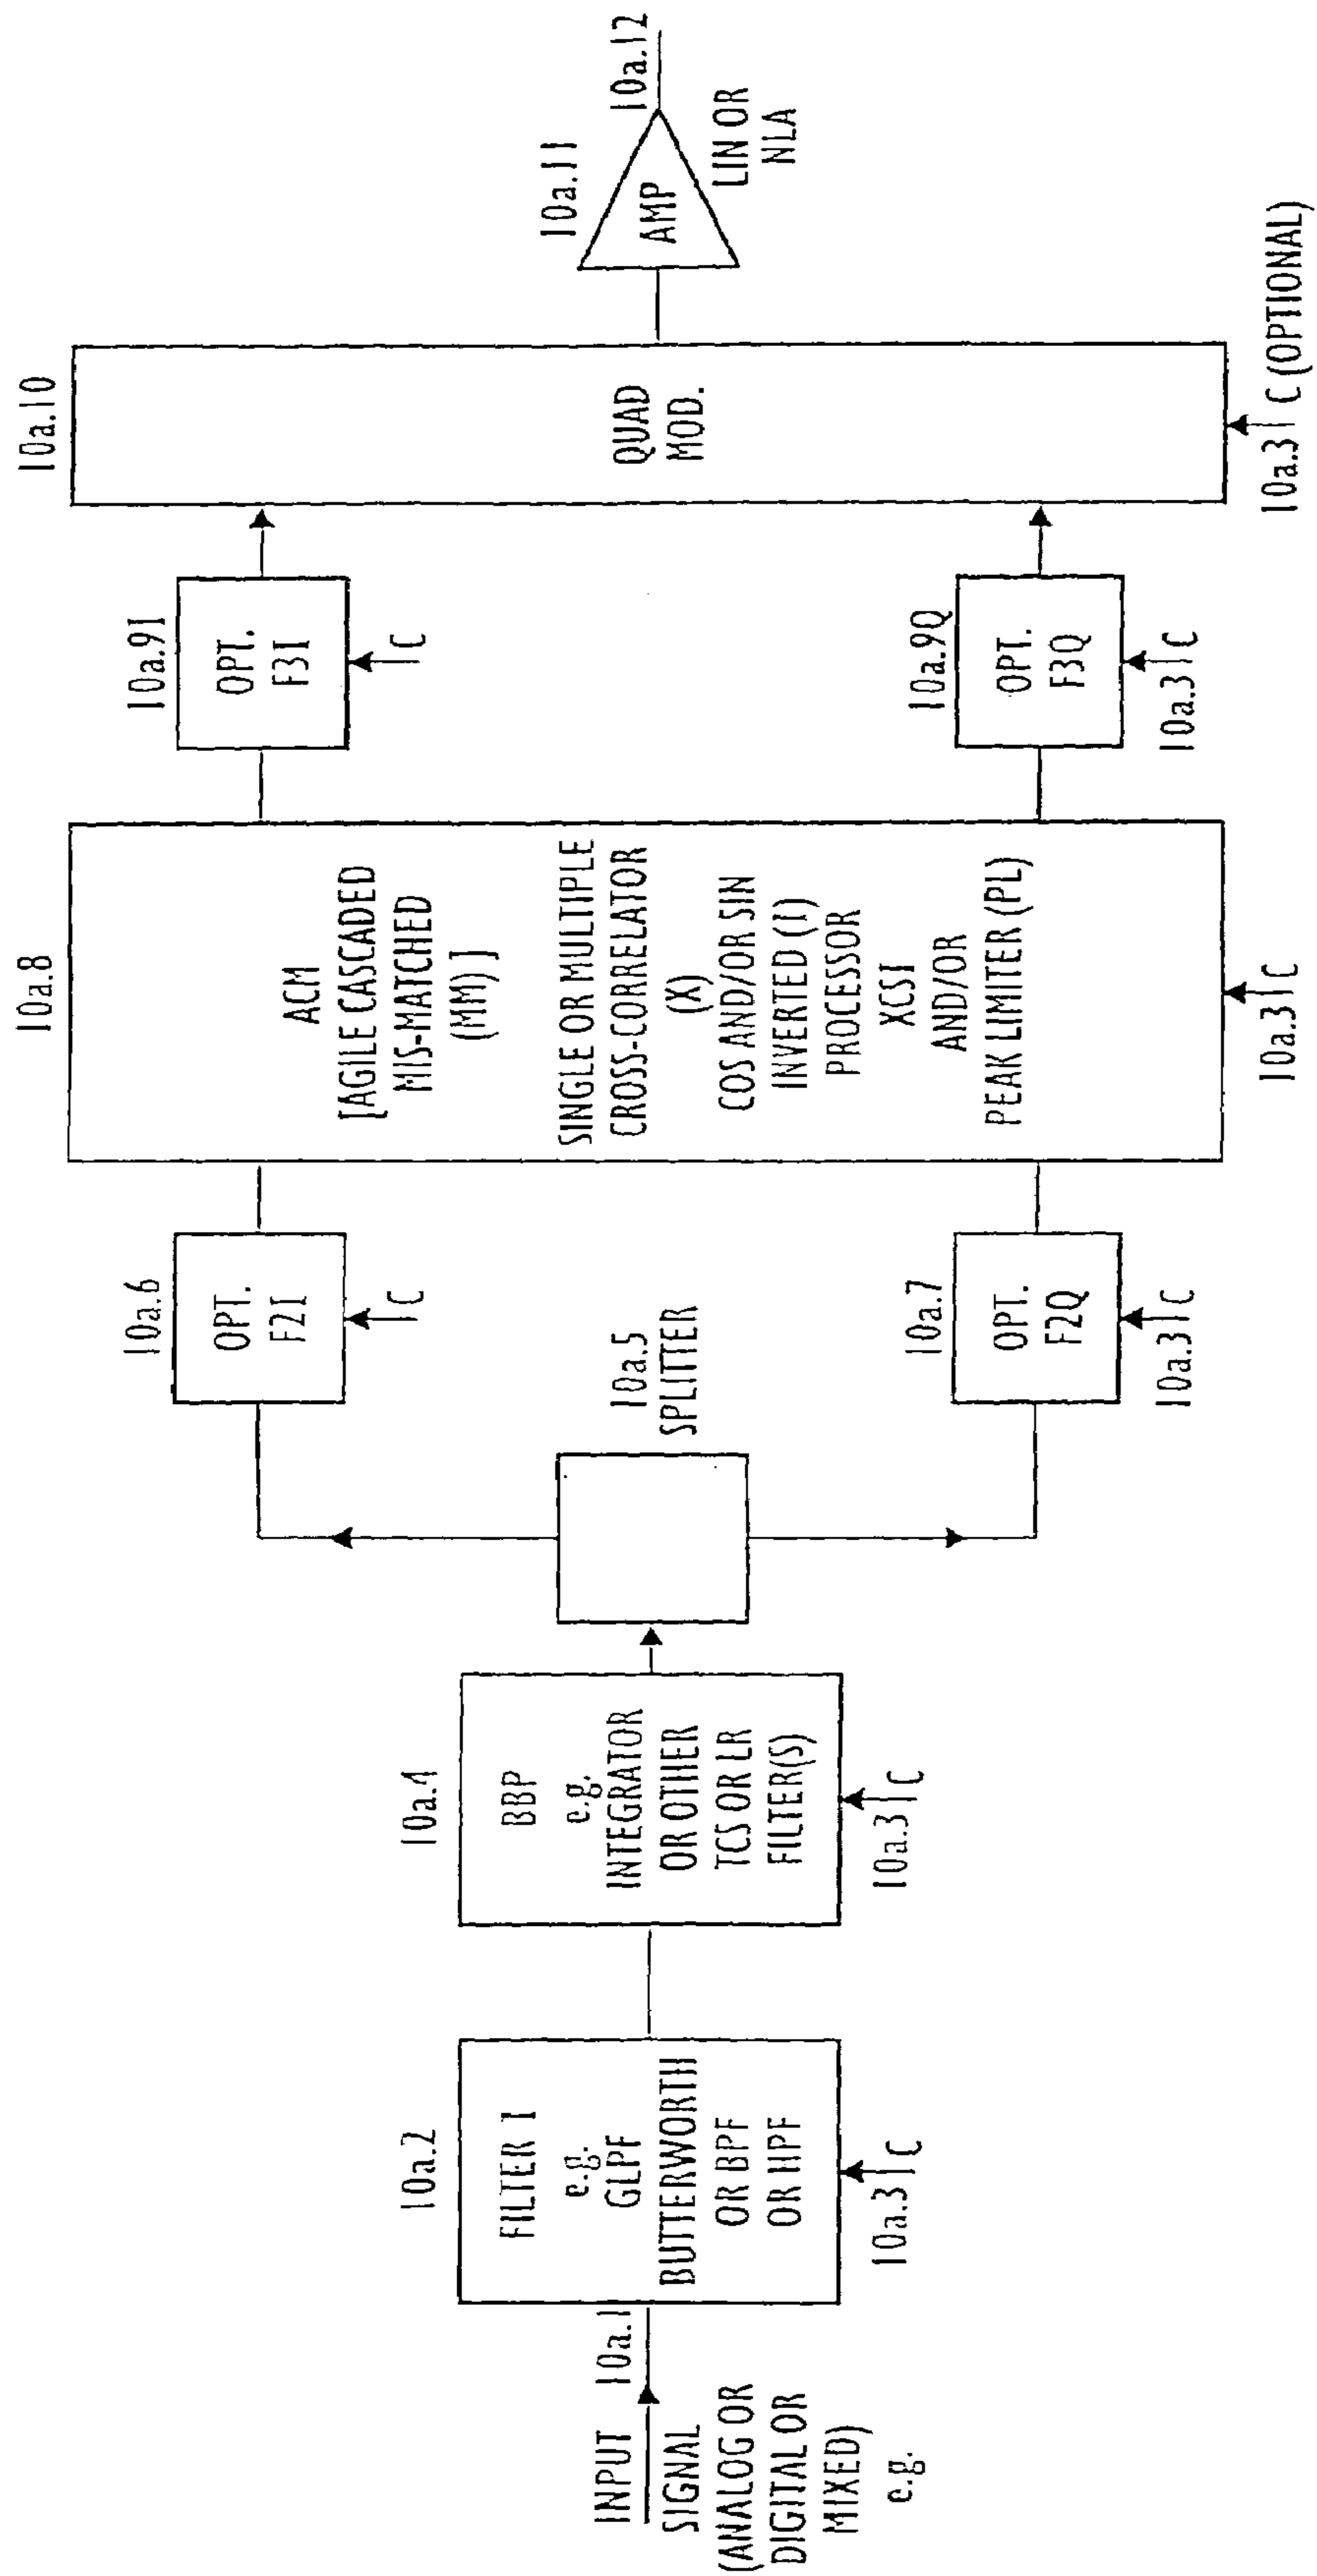 INPUT
SIGNAL
(ANALOG OR
DIGITAL OR
MIXED)
e.g.
10a.1
10a.2
FILTER 1
e.g.
GLPF
BUTTERWORTH
OR BPF
OR HPF
10a.3 | C
10a.4
BBP
e.g.
INTEGRATOR
OR OTHER
TCS OR LR
FILTER(S)
10a.3 | C
10a.5
SPLITTER
10a.6
OPT.
F2I
C
10a.7
OPT.
F2Q
10a.3 | C
10a.8
ACM
[AGILE CASCADED
MIS-MATCHED
(MM) ]
SINGLE OR MULTIPLE
CROSS-CORRELATOR
(X)
COS AND/OR SIN
INVERTED (I)
PROCESSOR
XCSI
AND/OR
PEAK LIMITER (PL)
10a.3 | C
10a.9I
OPT.
F3I
C
10a.9Q
OPT.
F3Q
10a.3 | C
10a.10
QUAD
MOD.
10a.3 | C (OPTIONAL)
10a.11
AMP
LIN OR
NLA
10a.12